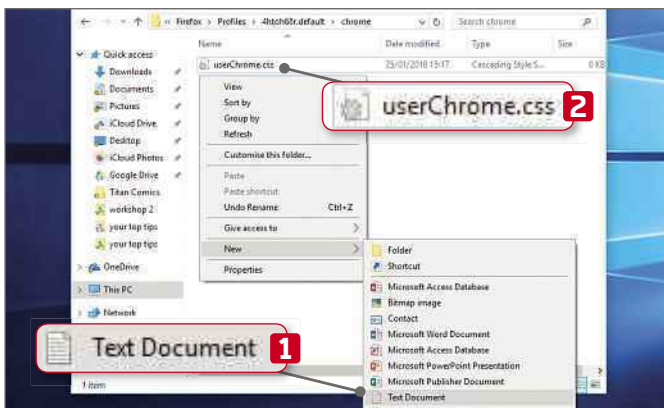 « Firefox > Profiles > 4htoh68r.default > chrome
Search chrome
Name
Date modified
Type
Size
Quick access
Downloads
Documents
Pictures
iCloud Drive
Desktop
iCloud Photos
Google Drive
Titan Comics
workshop 2
your top tips
your top tips
OneDrive
This PC
Network
1 item
userChrome.css
25/01/2018 15:17
Cascading Style S...
0 KB
userChrome.css 2
View
Sort by
Group by
Refresh
Customise this folder...
Paste
Paste shortcut
Undo Rename Ctrl+Z
Give access to
New
Properties
Folder
Shortcut
Microsoft Access Database
Bitmap image
Contact
Microsoft Word Document
Microsoft Access Database
Microsoft PowerPoint Presentation
Microsoft Publisher Document
Text Document
Text Document 1